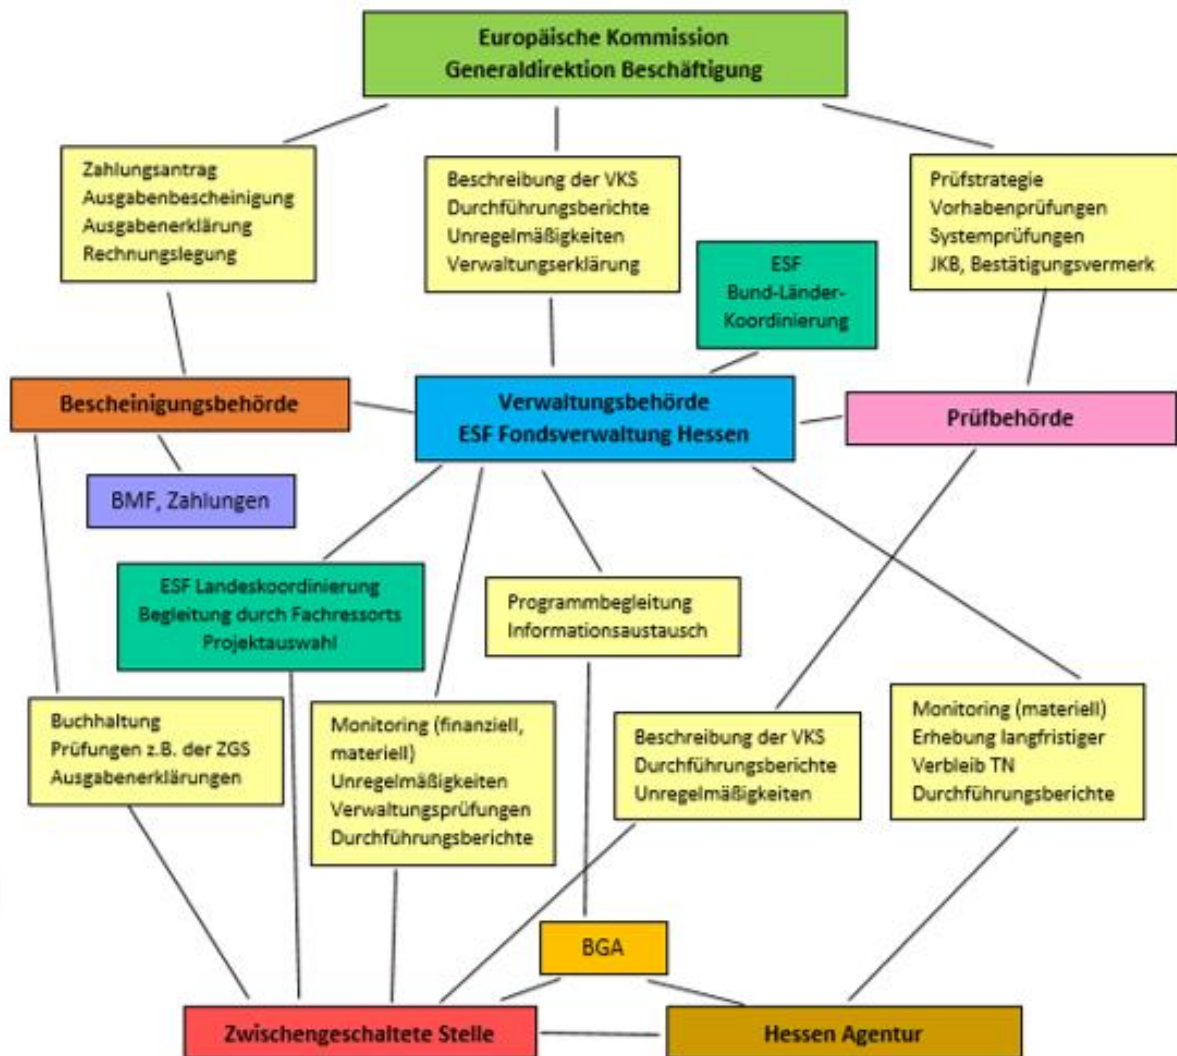 Europäische Kommission
Generaldirektion Beschäftigung
Zahlungsantrag
Ausgabenbescheinigung
Ausgabenerklärung
Rechnungslegung
Beschreibung der VKS
Durchführungsberichte
Unregelmäßigkeiten
Verwaltungserklärung
Prüfstrategie
Vorhabenprüfungen
Systemprüfungen
JKB, Bestätigungsvermerk
ESF
Bund-Länder-
Koordinierung
Bescheinigungsbehörde
Verwaltungsbehörde
ESF Fondsverwaltung Hessen
Prüfbehörde
BMF, Zahlungen
ESF Landeskoordinierung
Begleitung durch Fachressorts
Projektauswahl
Programmbegleitung
Informationsaustausch
Buchhaltung
Prüfungen z.B. der ZGS
Ausgabenerklärungen
Monitoring (finanziell,
materiell)
Unregelmäßigkeiten
Verwaltungsprüfungen
Durchführungsberichte
Beschreibung der VKS
Durchführungsberichte
Unregelmäßigkeiten
Monitoring (materiell)
Erhebung langfristiger
Verbleib TN
Durchführungsberichte
BGA
Zwischengeschaltete Stelle
Hessen Agentur